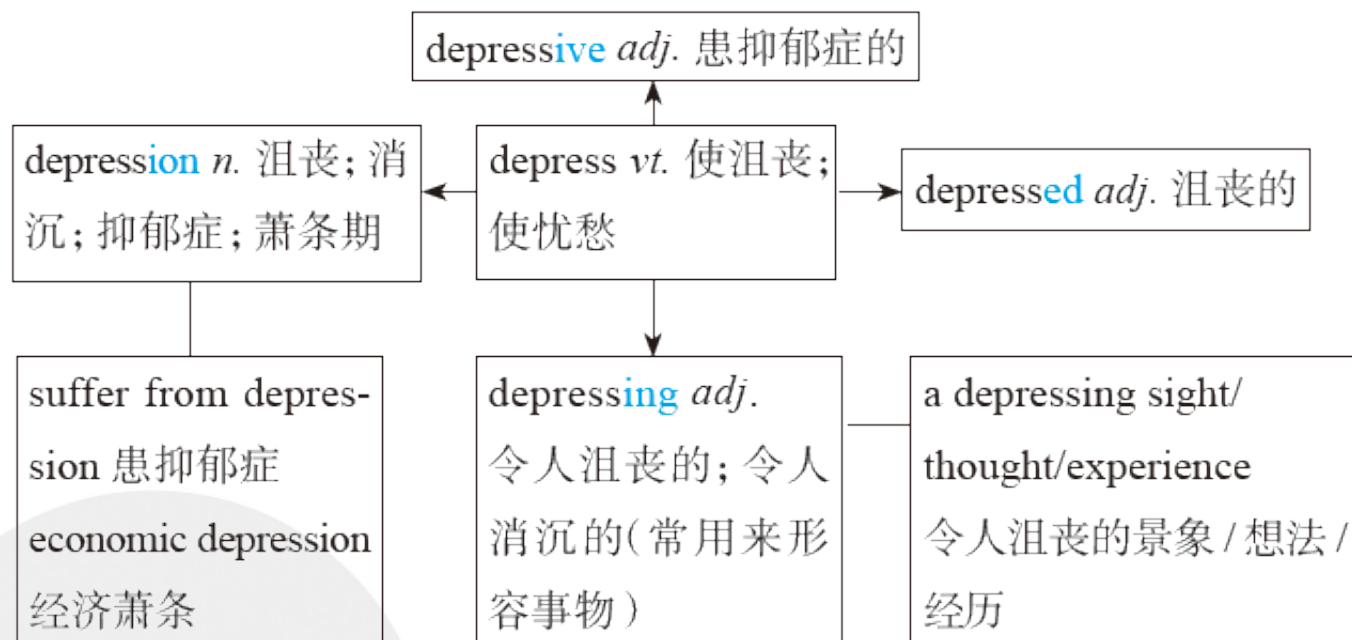 depressive adj. 患抑郁症的
depression n. 沮丧；消
沉；抑郁症；萧条期
depress vt. 使沮丧；
使忧愁
depressed adj. 沮丧的
suffer from depres-
sion 患抑郁症
economic depression
经济萧条
depressing adj.
令人沮丧的；令人
消沉的（常用来形
容事物）
a depressing sight/
thought/experience
令人沮丧的景象/想法/
经历